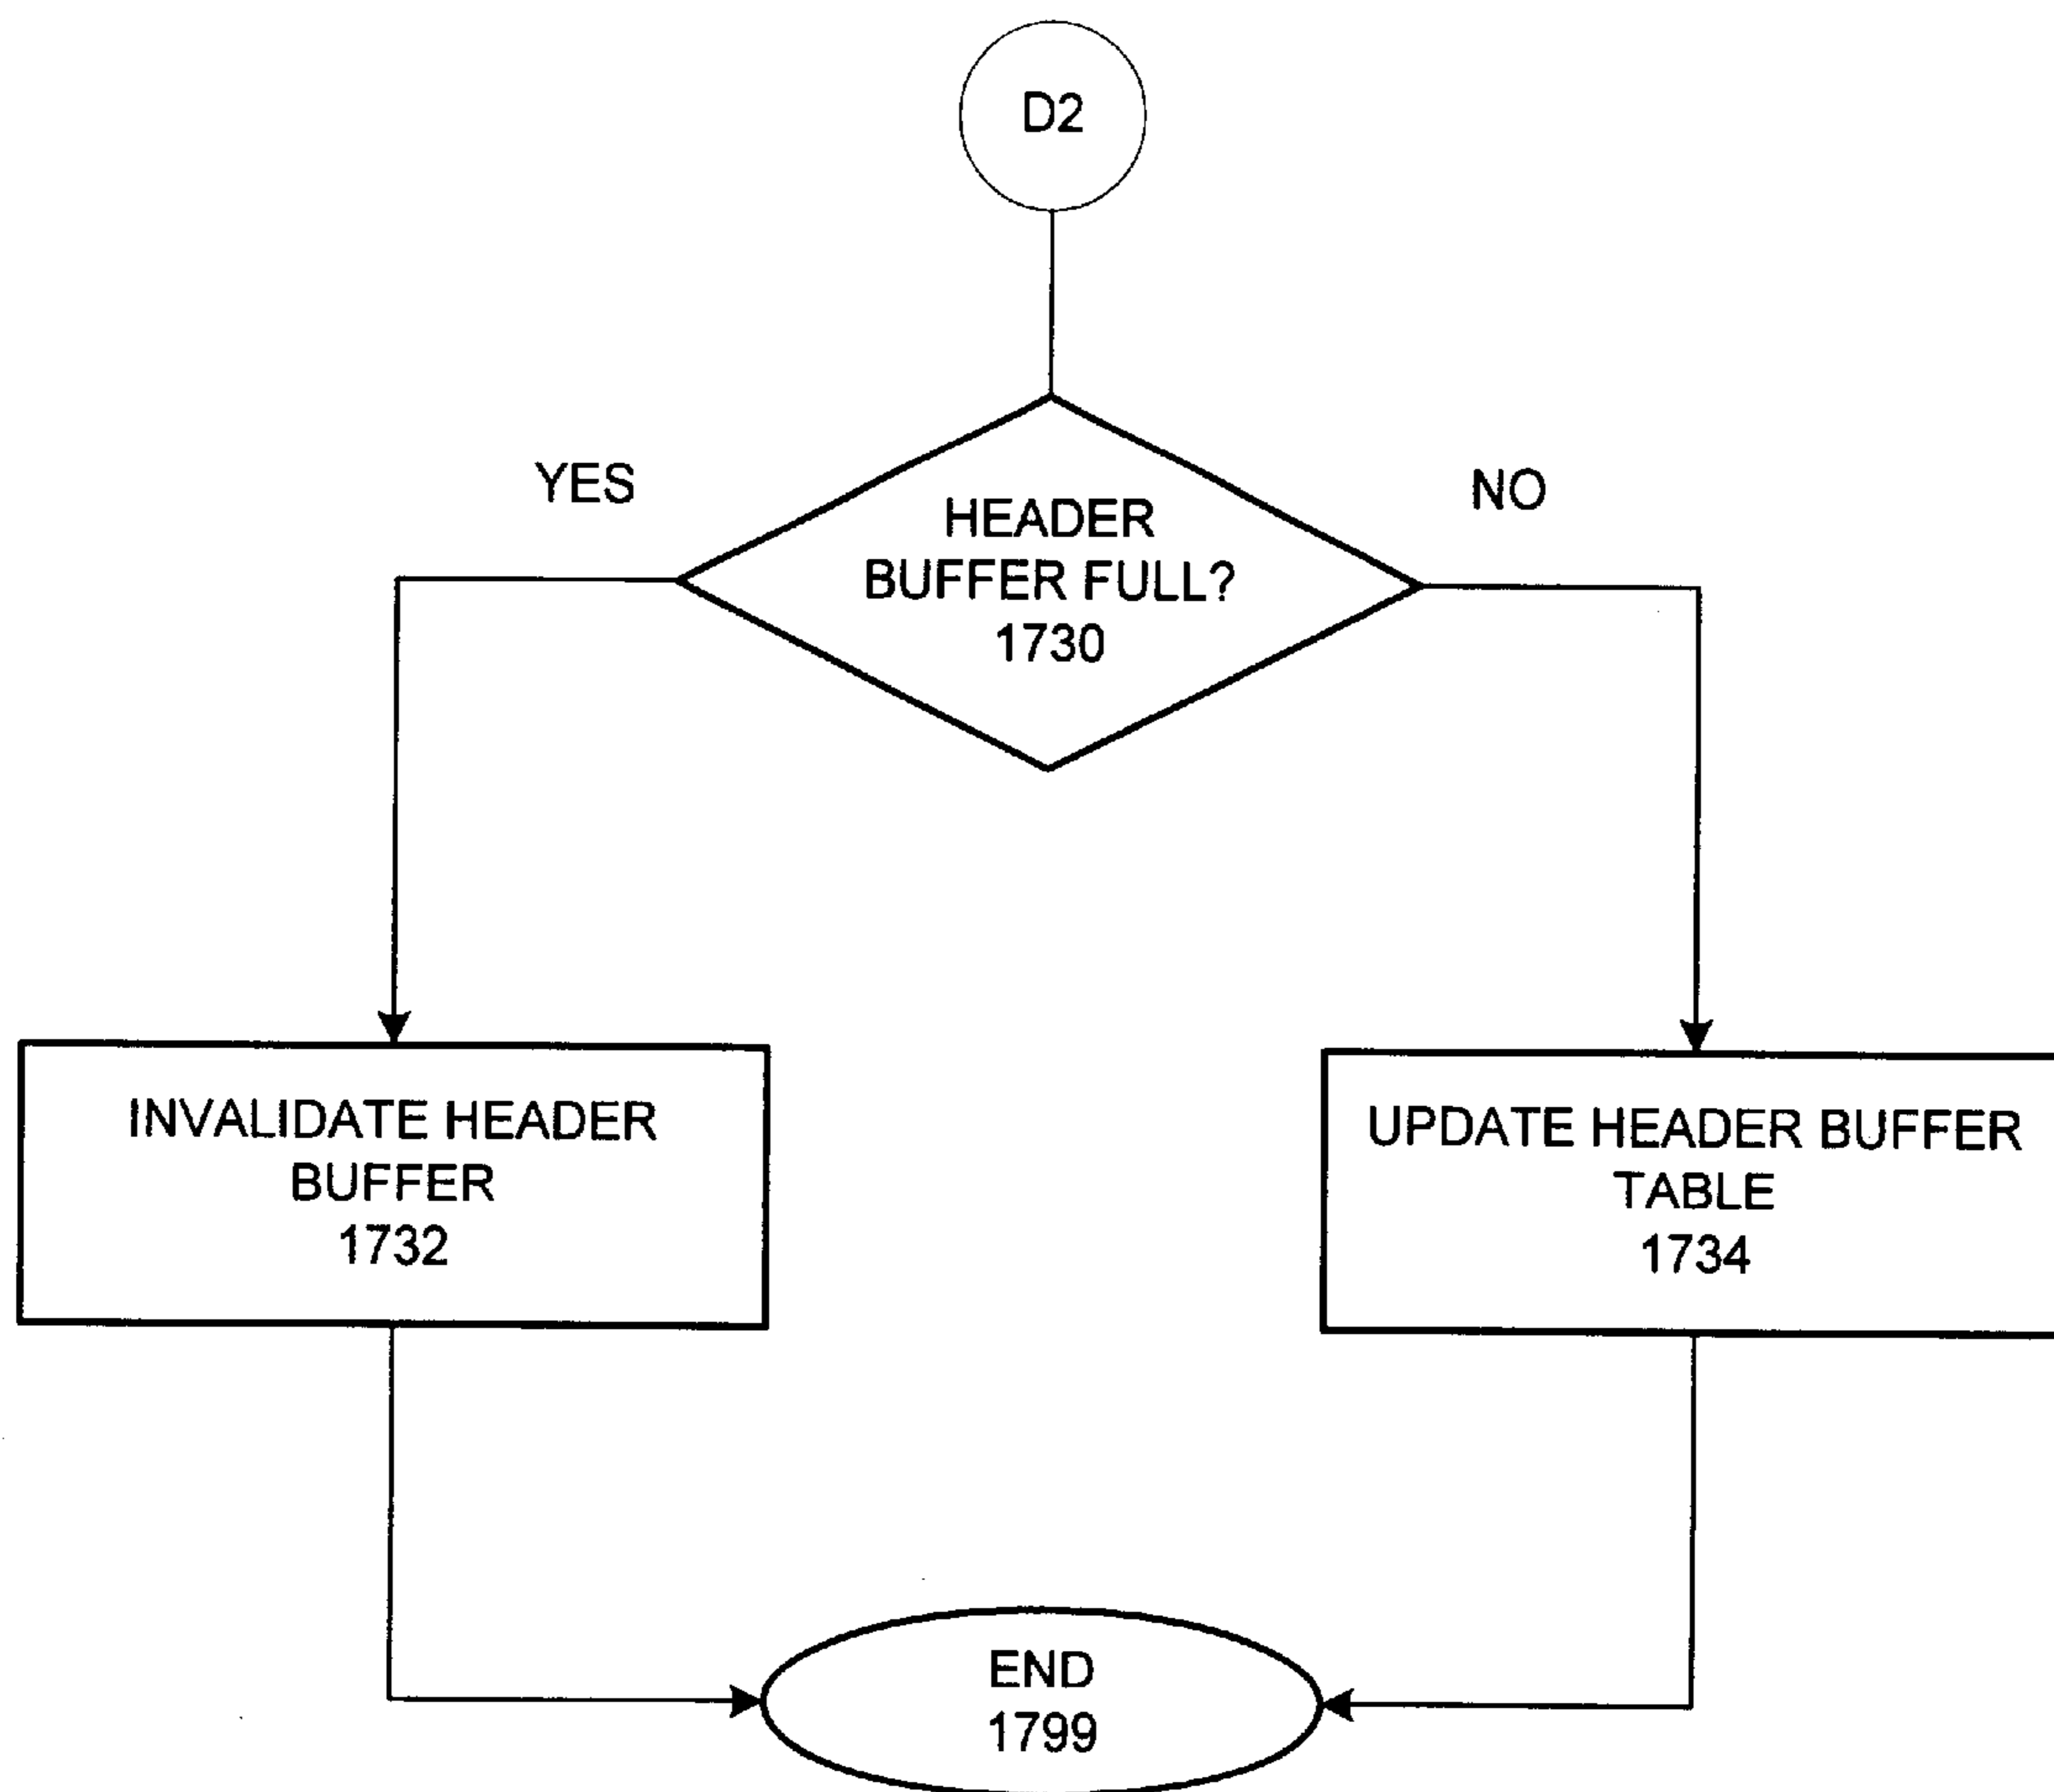 D2
YES
NO
HEADER
BUFFER FULL?
1730
INVALIDATE HEADER
BUFFER
1732
UPDATE HEADER BUFFER
TABLE
1734
END
1799